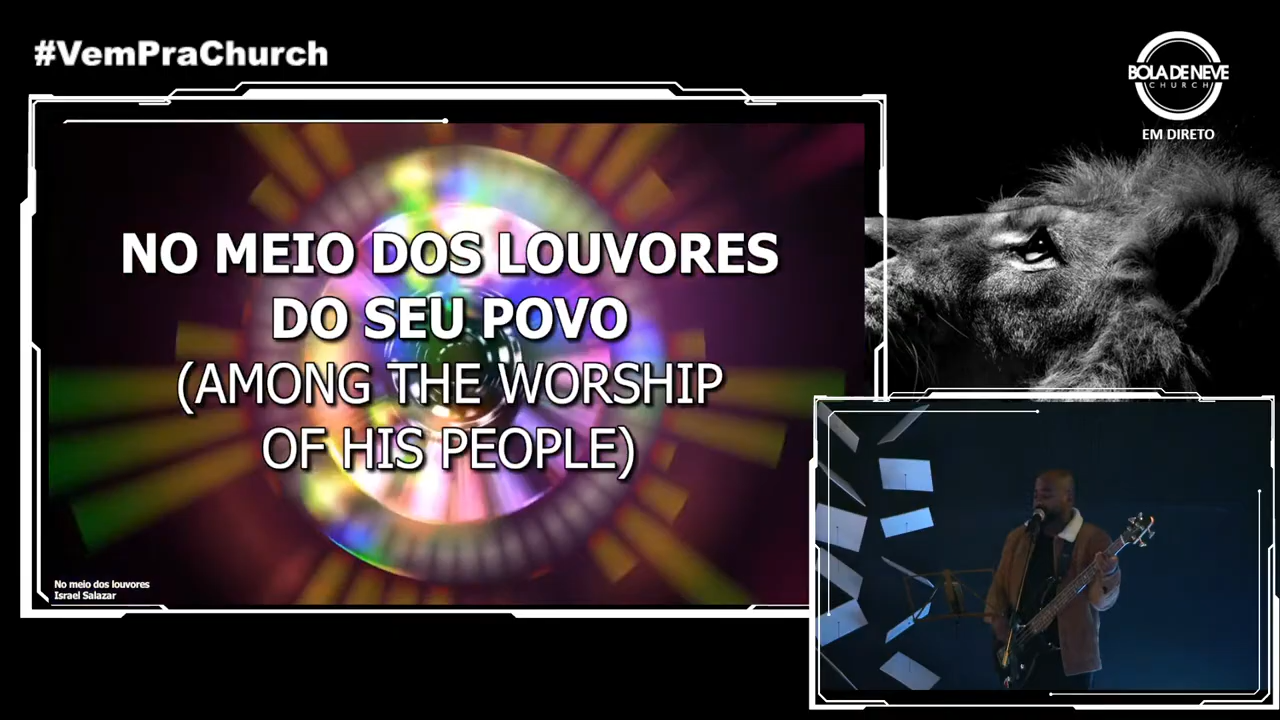 #VemPraChurch
BOLA DE NEVE
CHURCH
EM DIRETO
NO MEIO DOS LOUVORES
DO SEU POVO
(AMONG THE WORSHIP
OF HIS PEOPLE)
No meio dos louvores
Israel Salazar